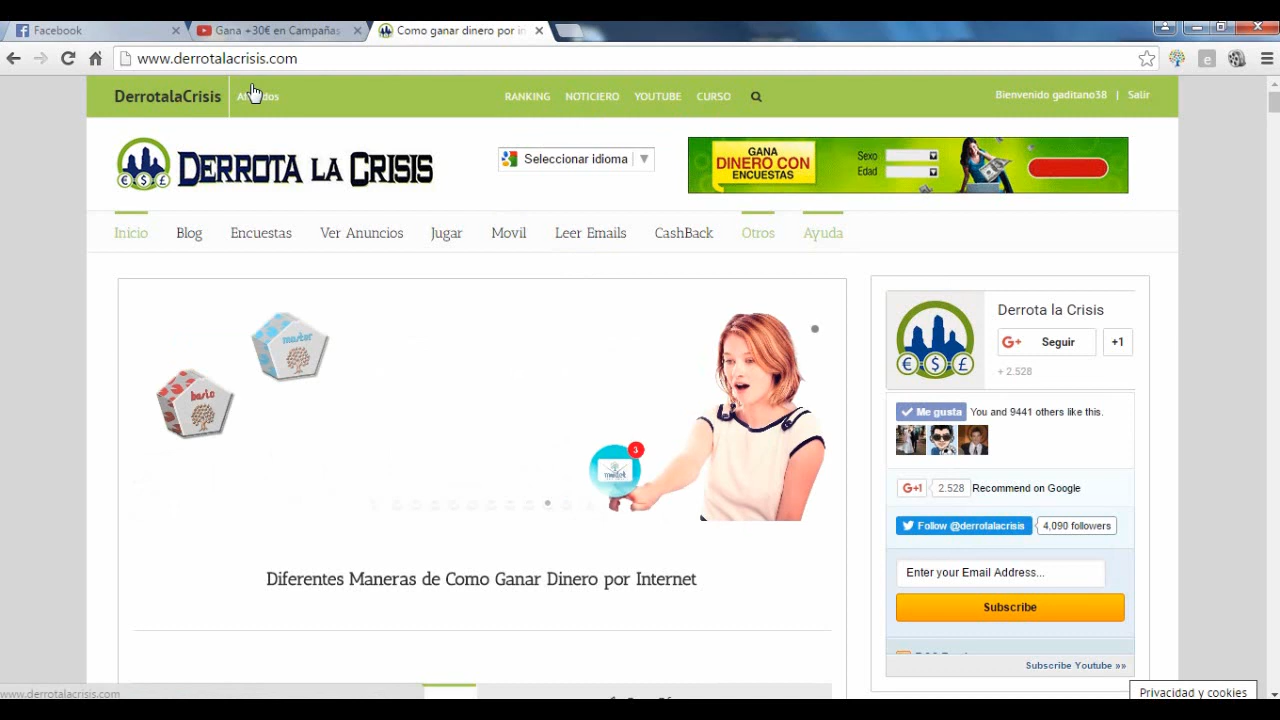 Facebook
Gana +30€ en Campañas
Como ganar dinero por in
www.derrotalacrisis.com
DerrotalaCrisis
RANKING NOTICIERO YOUTUBE CURSO
Bienvenido gaditano38 | Salir
DERROTA LA CRISIS
Seleccionar idioma
GANA
DINERO CON
ENCUESTAS
Sexo
Edad
Inicio Blog Encuestas Ver Anuncios Jugar Movil Leer Emails CashBack Otros Ayuda
master
basic
3
Derrota la Crisis
G+ Seguir
+1
+ 2.528
Me gusta You and 9441 others like this.
G+1 2.528 Recommend on Google
Follow @derrotalacrisis 4,090 followers
Enter your Email Address...
Subscribe
Subscribe Youtube »»
Diferentes Maneras de Como Ganar Dinero por Internet
www.derrotalacrisis.com
Privacidad y cookies